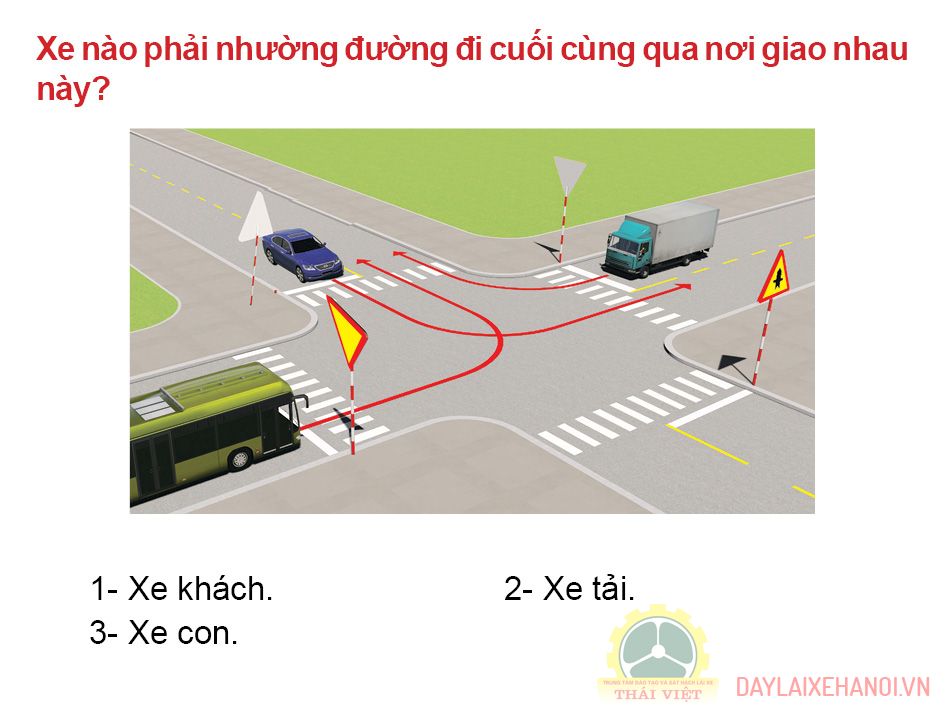 Xe nào phải nhường đường đi cuối cùng qua nơi giao nhau
này?
1- Xe khách.
2- Xe tải.
3- Xe con.
TRUNG TÂM ĐÀO TẠO VÀ SÁT HẠCH LÁI XE
THÁI VIỆT
DAYLAIXEHANOI.VN